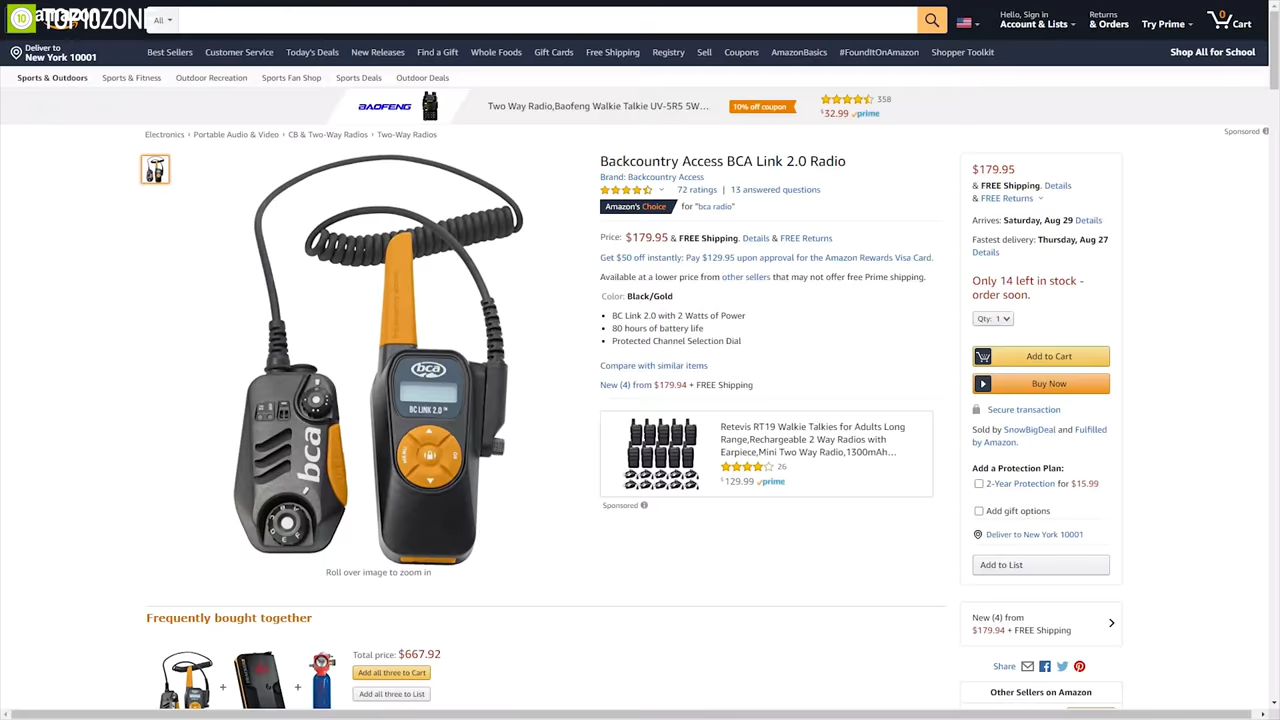 10 TOP10ZONE
All
Hello, Sign in
Account & Lists
Returns
& Orders
Try Prime
0
Cart
Deliver to
New York 10001
Best Sellers Customer Service Today's Deals New Releases Find a Gift Whole Foods Gift Cards Free Shipping Registry Sell Coupons AmazonBasics #FoundItOnAmazon Shopper Toolkit
Shop All for School
Sports & Outdoors Sports & Fitness Outdoor Recreation Sports Fan Shop Sports Deals Outdoor Deals
BAOFENG
Two Way Radio,Baofeng Walkie Talkie UV-5R5 5W…
10% off coupon
358
$32.99 prime
Sponsored
Electronics › Portable Audio & Video › CB & Two-Way Radios › Two-Way Radios
bca
bca
BC LINK 2.0™
MENU
Roll over image to zoom in
Backcountry Access BCA Link 2.0 Radio
Brand: Backcountry Access
72 ratings | 13 answered questions
Amazon's Choice for "bca radio"
Price: $179.95 & FREE Shipping. Details & FREE Returns
Get $50 off instantly: Pay $129.95 upon approval for the Amazon Rewards Visa Card.
Available at a lower price from other sellers that may not offer free Prime shipping.
Color: Black/Gold
• BC Link 2.0 with 2 Watts of Power
• 80 hours of battery life
• Protected Channel Selection Dial
Compare with similar items
New (4) from $179.94 + FREE Shipping
Retevis RT19 Walkie Talkies for Adults Long
Range,Rechargeable 2 Way Radios with
Earpiece,Mini Two Way Radio,1300mAh…
26
$129.99 prime
Sponsored
$179.95
& FREE Shipping. Details
& FREE Returns
Arrives: Saturday, Aug 29 Details
Fastest delivery: Thursday, Aug 27
Details
Only 14 left in stock -
order soon.
Qty: 1
Add to Cart
Buy Now
Secure transaction
Sold by SnowBigDeal and Fulfilled
by Amazon.
Add a Protection Plan:
2-Year Protection for $15.99
Add gift options
Deliver to New York 10001
Add to List
New (4) from
$179.94 + FREE Shipping
Share
Other Sellers on Amazon
Frequently bought together
+
+
Total price: $667.92
Add all three to Cart
Add all three to List